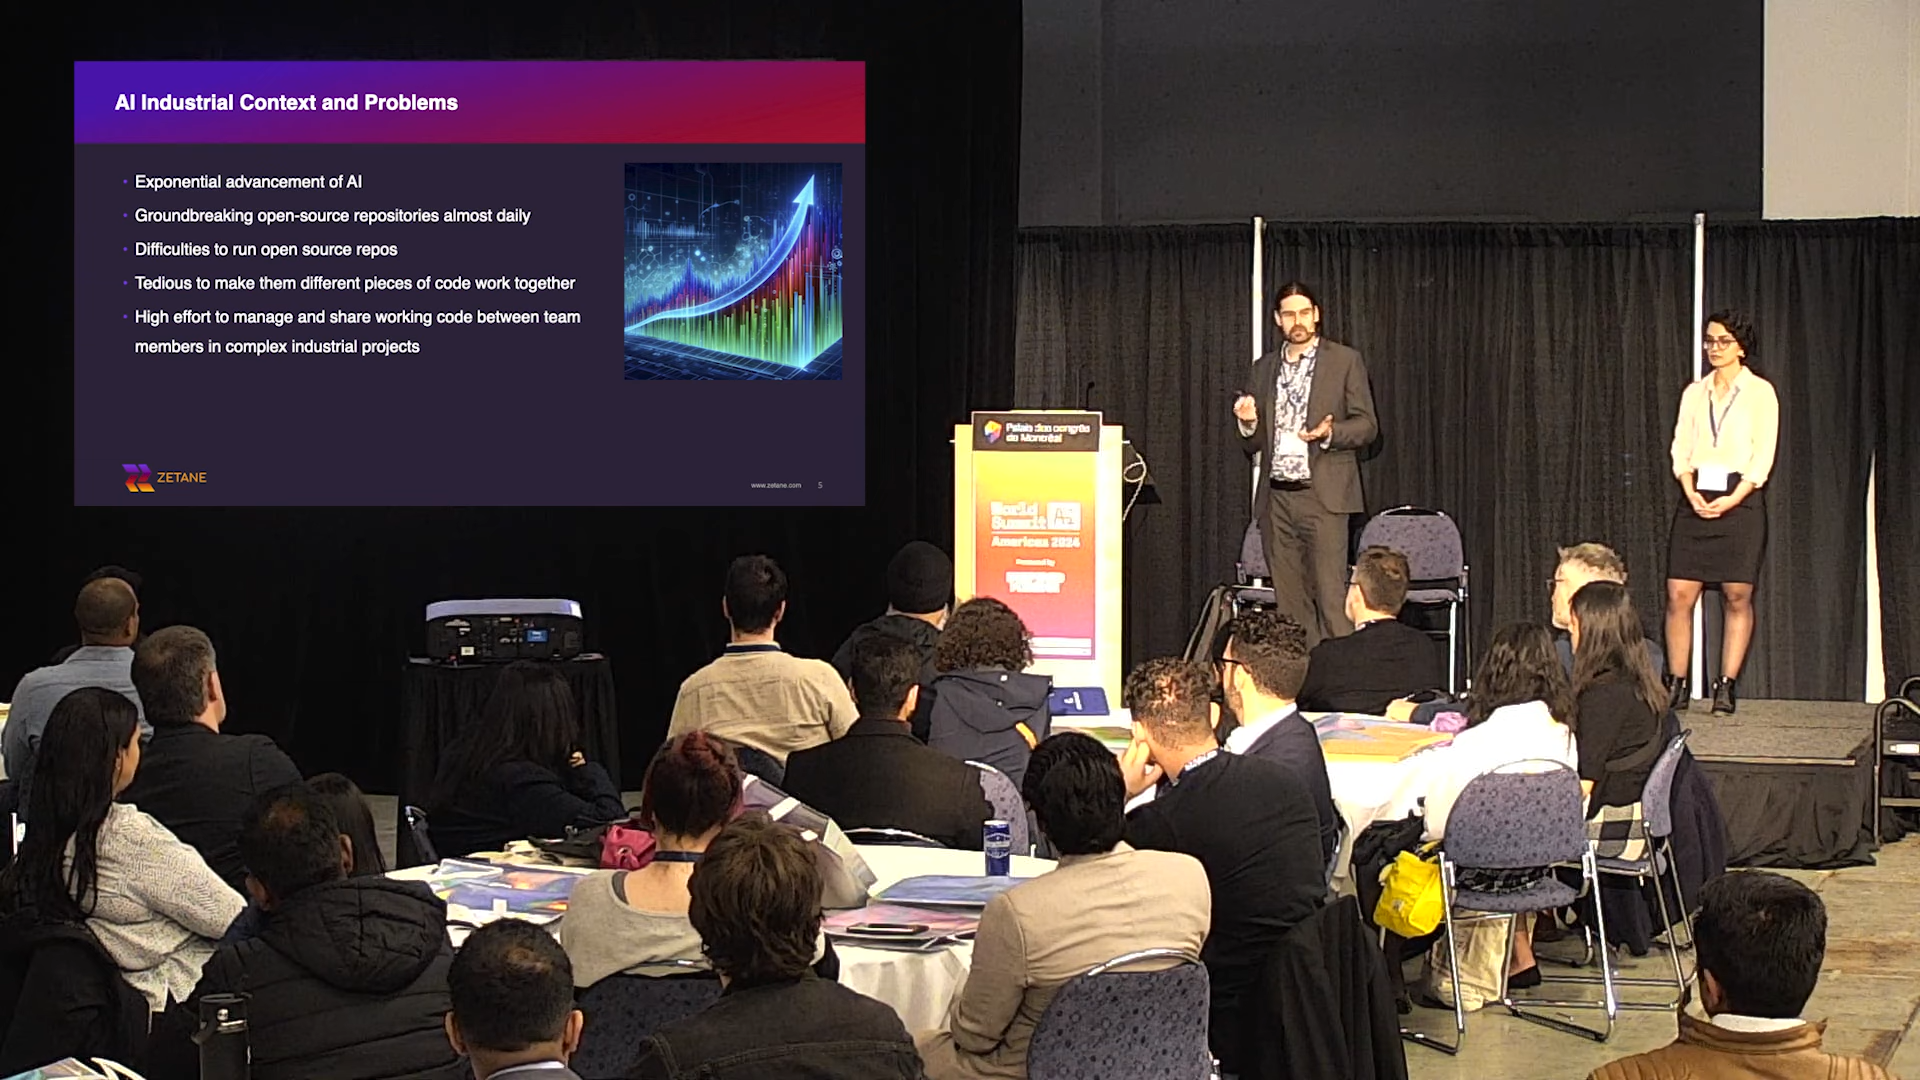 AI Industrial Context and Problems
Exponential advancement of AI
Groundbreaking open-source repositories almost daily
Difficulties to run open source repos
Tedious to make them different pieces of code work together
High effort to manage and share working code between team
members in complex industrial projects
ZETANE
www.zetane.com 5
Palais des congrès
de Montréal
World
Summit AI
Americas 2024